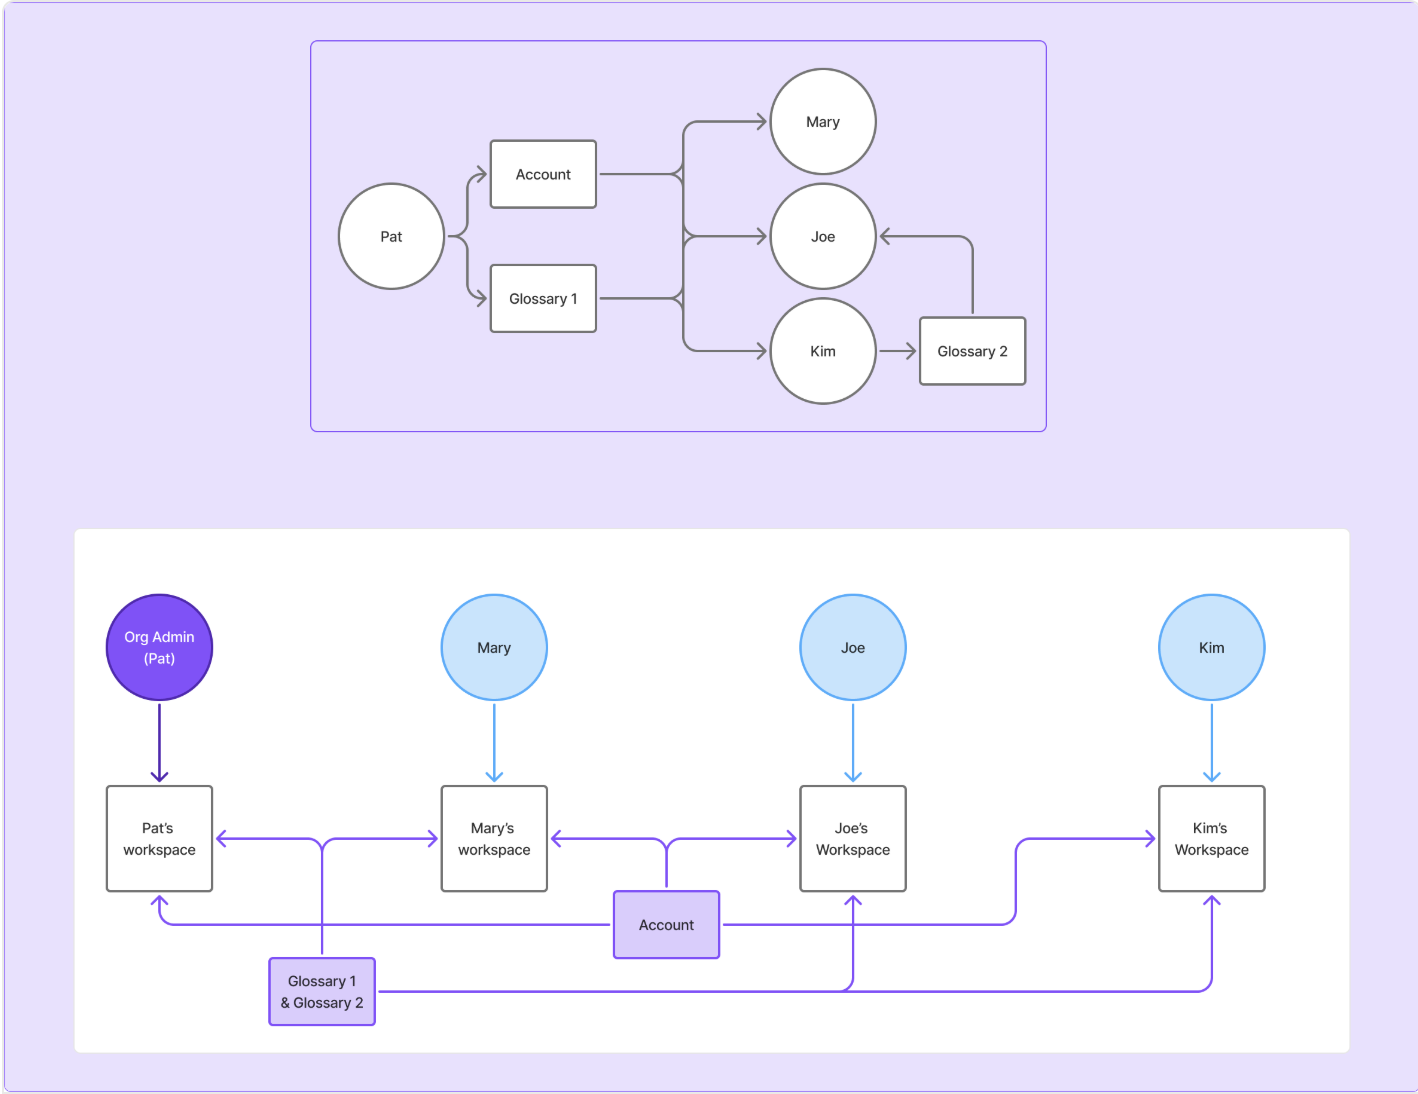 Mary
Account
Pat
Joe
Glossary 1
Kim
Glossary 2
Org Admin
(Pat)
Mary
Joe
Kim
Pat’s
workspace
Mary’s
workspace
Joe’s
Workspace
Kim’s
Workspace
Account
Glossary 1
& Glossary 2